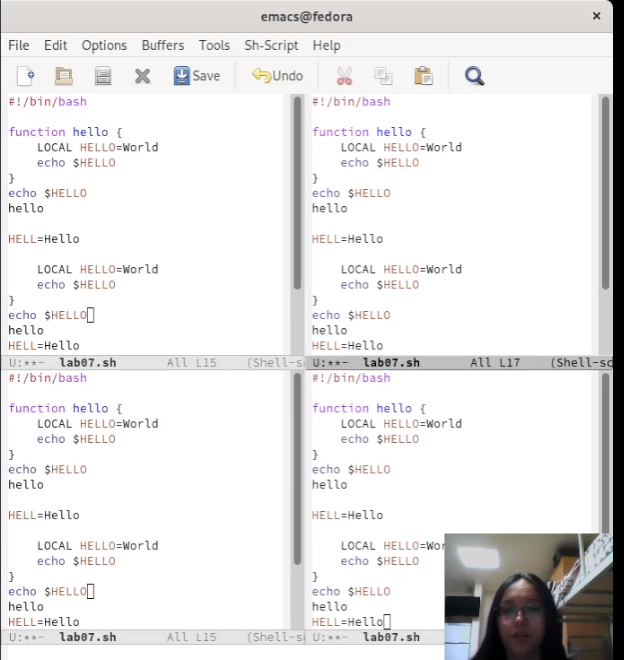 emacs@fedora
File Edit Options Buffers Tools Sh-Script Help
Save Undo
#!/bin/bash
function hello {
    LOCAL HELLO=World
    echo $HELLO
}
echo $HELLO
hello
HELL=Hello
    LOCAL HELLO=World
    echo $HELLO
}
echo $HELLO
hello
HELL=Hello
U:**- lab07.sh All L15 (Shell-s
#!/bin/bash
function hello {
    LOCAL HELLO=World
    echo $HELLO
}
echo $HELLO
hello
HELL=Hello
    LOCAL HELLO=World
    echo $HELLO
}
echo $HELLO
hello
HELL=Hello
U:**- lab07.sh All L17 (Shell-sc
#!/bin/bash
function hello {
    LOCAL HELLO=World
    echo $HELLO
}
echo $HELLO
hello
HELL=Hello
    LOCAL HELLO=World
    echo $HELLO
}
echo $HELLO
hello
HELL=Hello
U:**- lab07.sh All L15 (Shell-s
#!/bin/bash
function hello {
    LOCAL HELLO=World
    echo $HELLO
}
echo $HELLO
hello
HELL=Hello
    LOCAL HELLO=Wor
    echo $HELLO
}
echo $HELLO
hello
HELL=Hello
U:**- lab07.sh